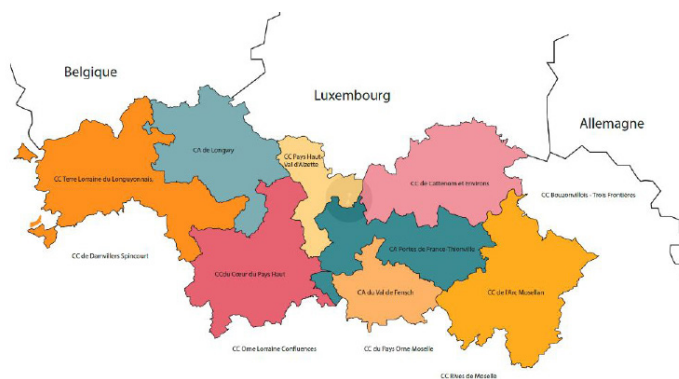 Belgique
Luxembourg
Allemagne
CA de Longwy
CC Pays Haut
Val d'Alzette
CC Terre Lorraine du Longuyonnais
CC de Cattenom et Environs
CC Bouzonvillois - Trois Frontières
CC de Damvillers Spincourt
CA Portes de France-Thionville
CC du Cœur du Pays Haut
CA du Val de Fensch
CC de l'Arc Mosellan
CC Orne Lorraine Confluences
CC du Pays Orne Moselle
CC Rives de Moselle